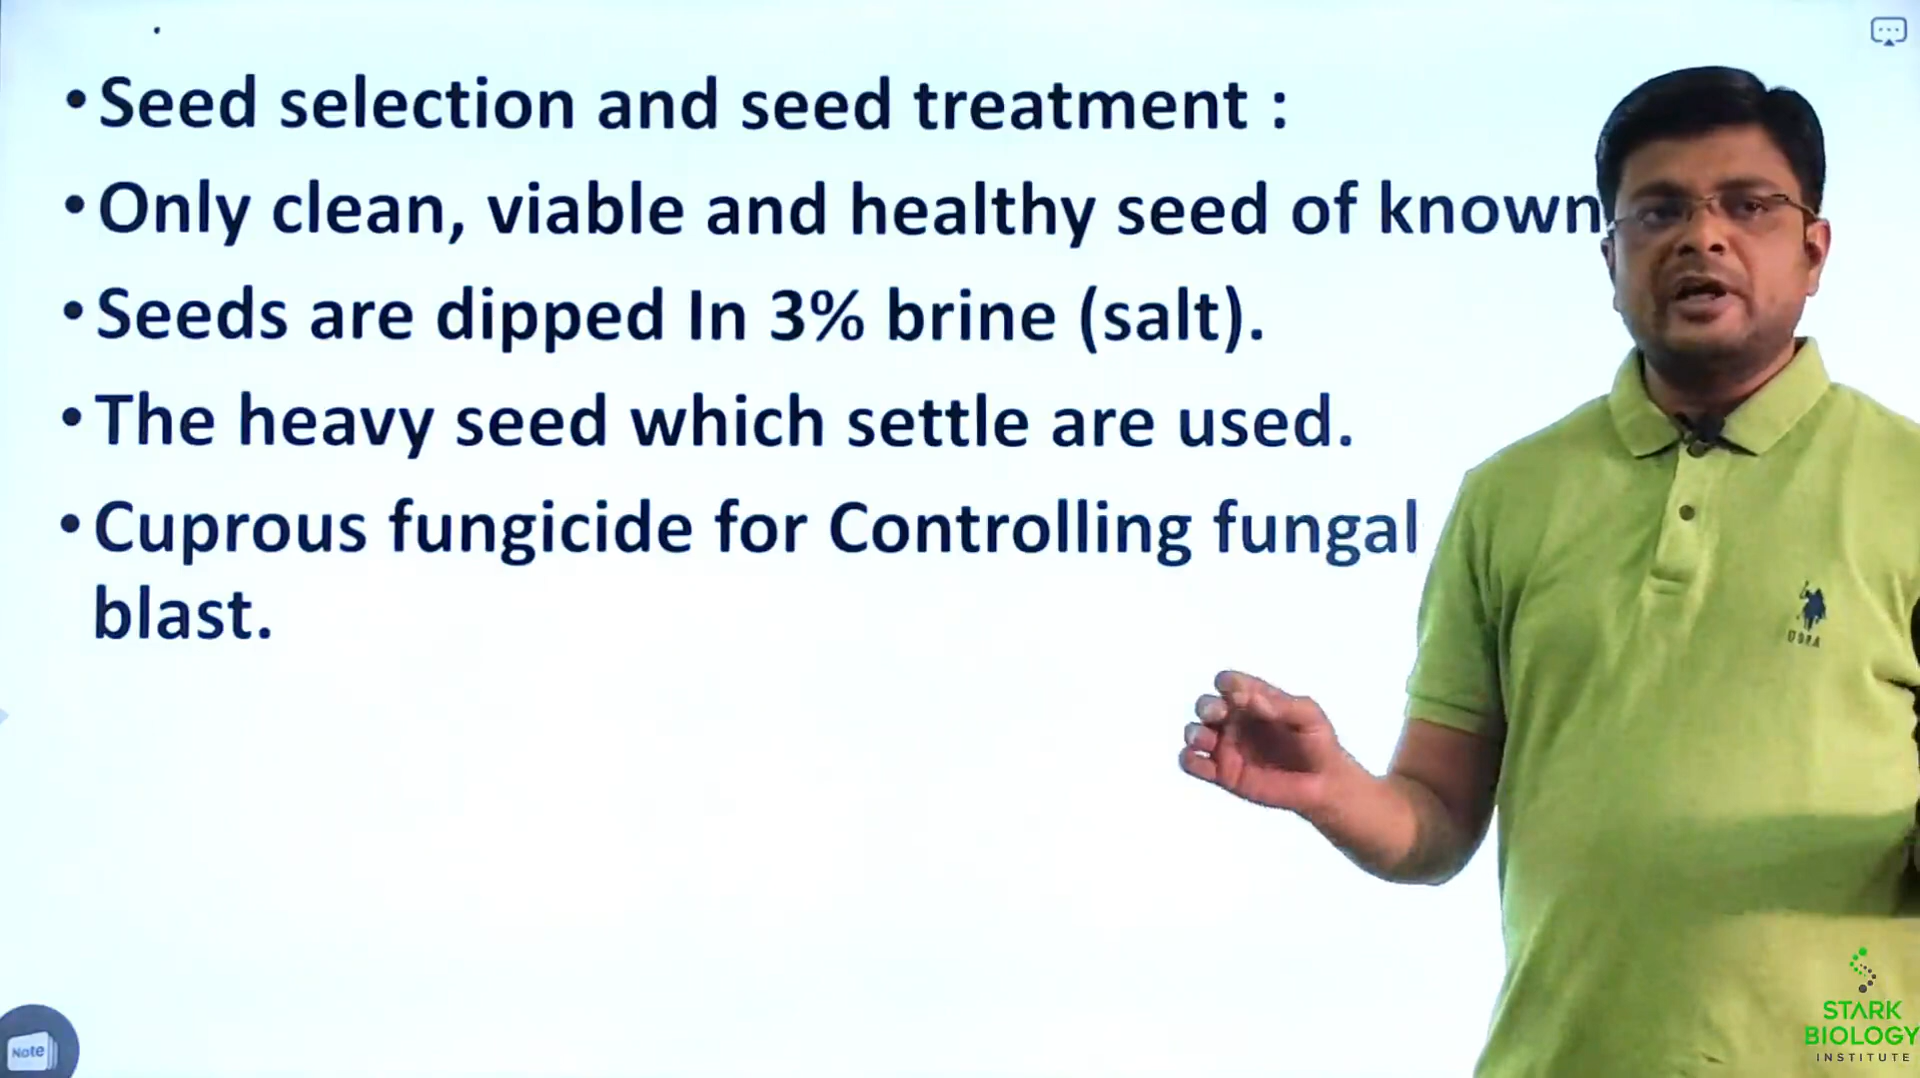 • Seed selection and seed treatment :
• Only clean, viable and healthy seed of known
• Seeds are dipped In 3% brine (salt).
• The heavy seed which settle are used.
• Cuprous fungicide for Controlling fungal
blast.
USPA
Note
STARK
BIOLOGY
INSTITUTE